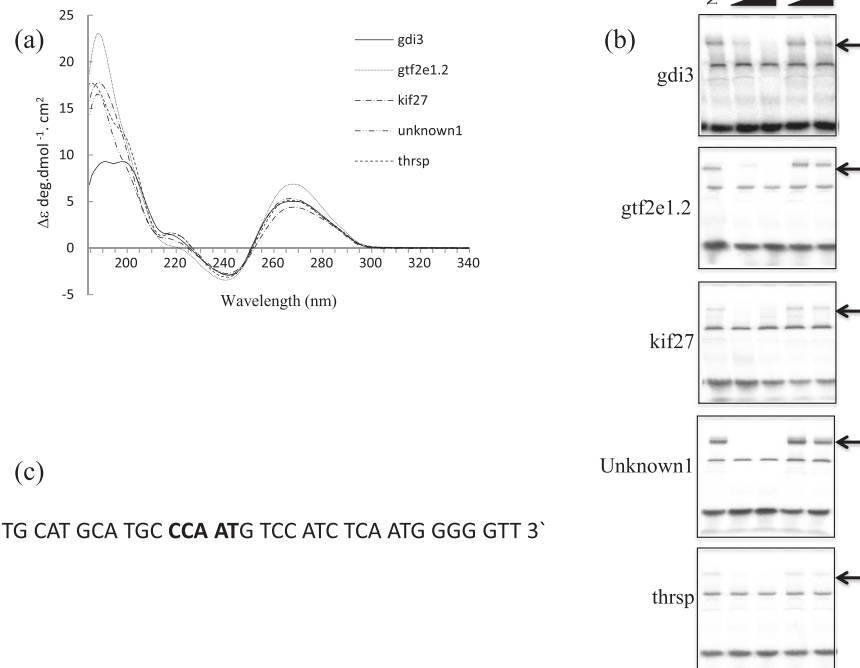 (a)
25
20
15
10
5
0
-5
Δε deg.dmol ⁻¹. cm²
200
220
240
260
280
300
320
340
Wavelength (nm)
gdi3
gtf2e1.2
kif27
unknown1
thrsp
(b)
gdi3
gtf2e1.2
kif27
Unknown1
thrsp
(c)
TG CAT GCA TGC CCA ATG TCC ATC TCA ATG GGG GTT 3`